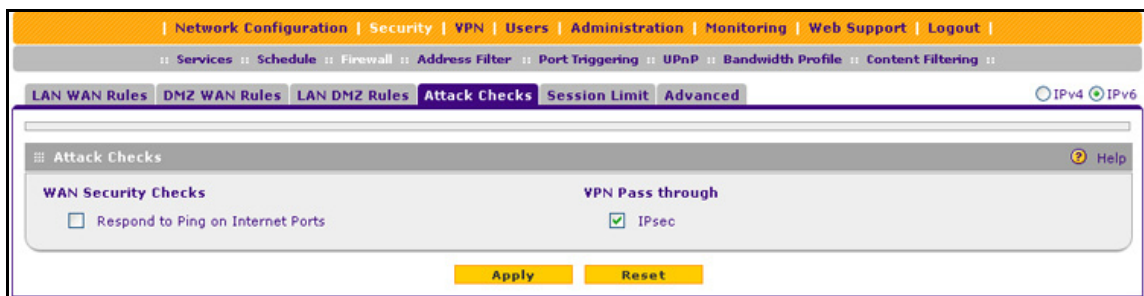 | Network Configuration | Security | VPN | Users | Administration | Monitoring | Web Support | Logout |
:: Services :: Schedule :: Firewall :: Address Filter :: Port Triggering :: UPnP :: Bandwidth Profile :: Content Filtering ::
LAN WAN Rules DMZ WAN Rules LAN DMZ Rules Attack Checks Session Limit Advanced IPv4 IPv6
Attack Checks Help
WAN Security Checks VPN Pass through
Respond to Ping on Internet Ports IPsec
Apply Reset